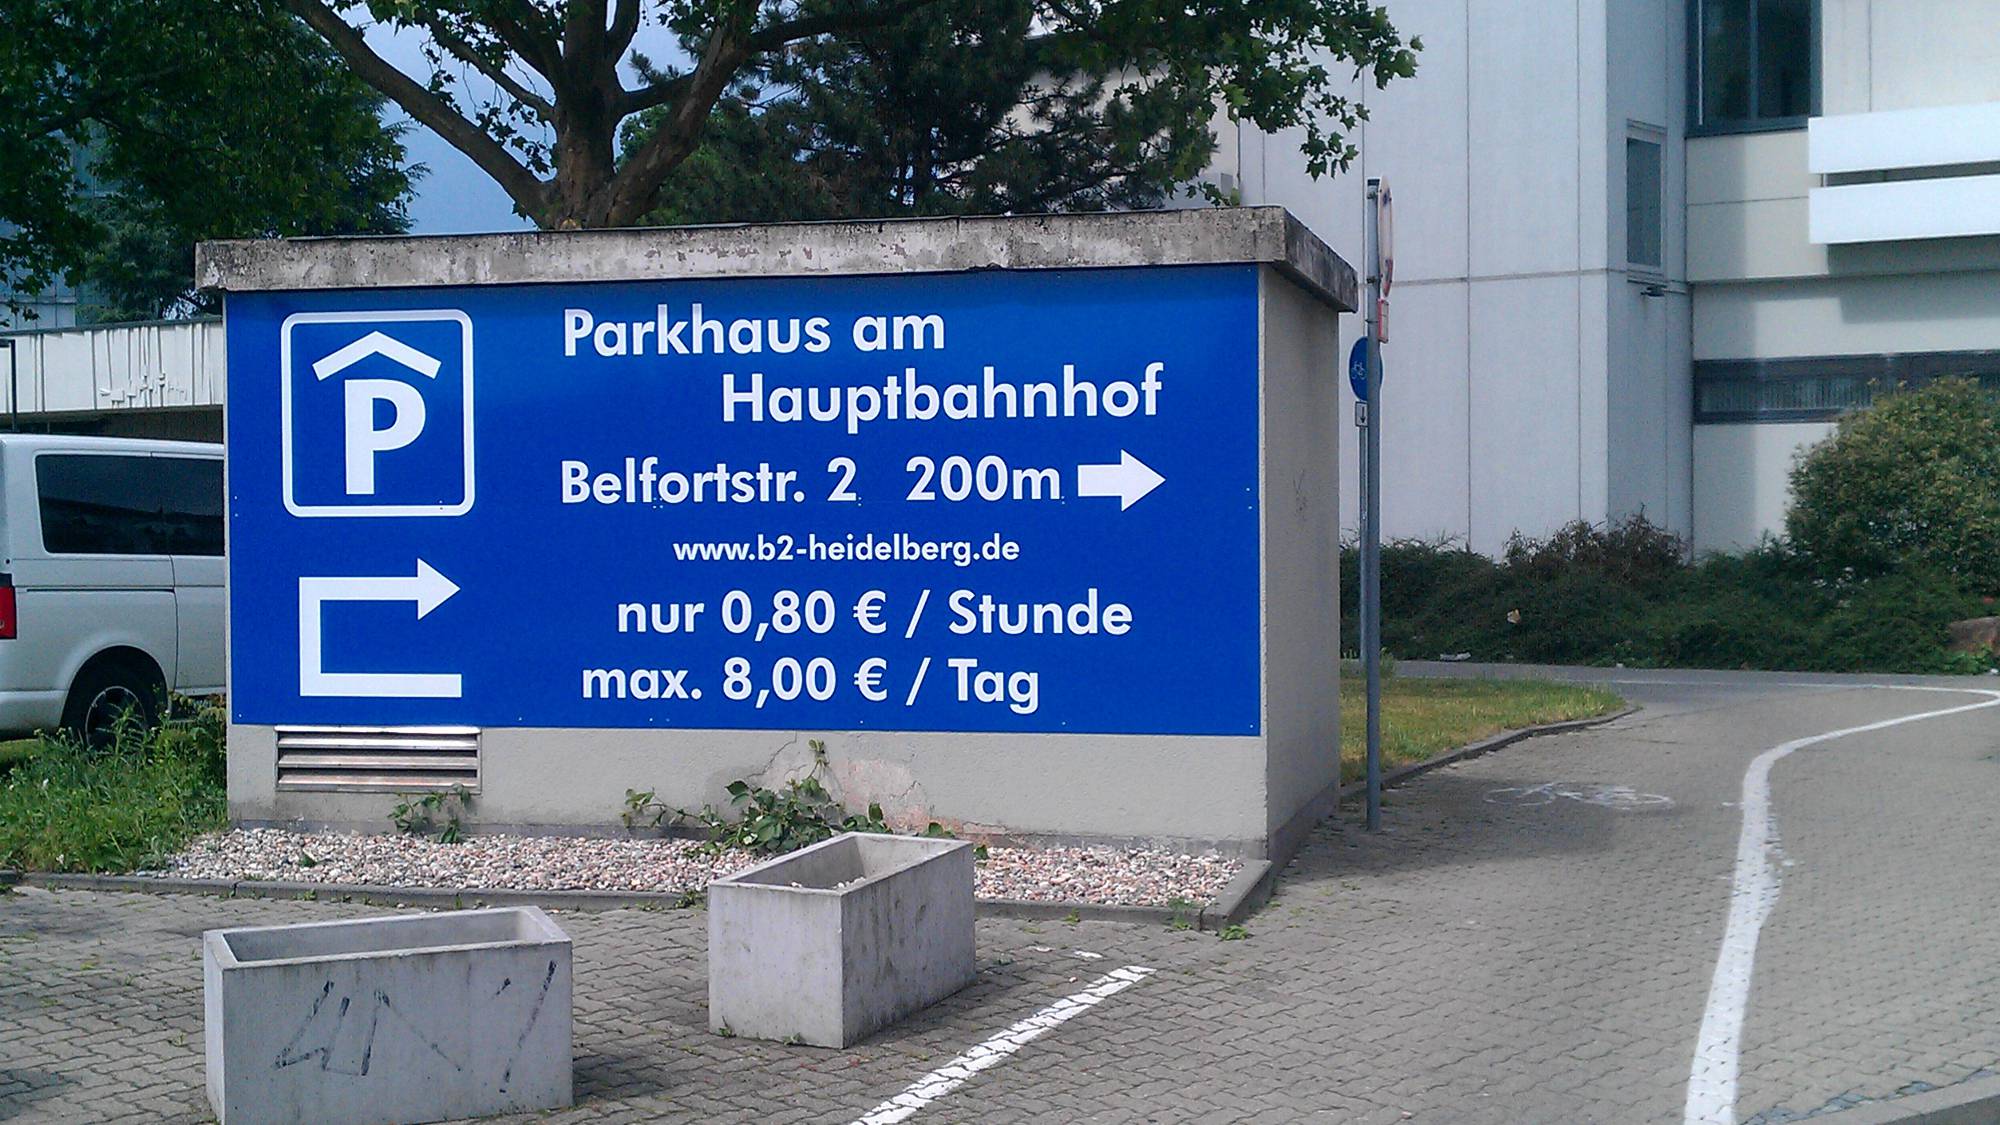 P
Parkhaus am
Hauptbahnhof
Belfortstr. 2 200m
www.b2-heidelberg.de
nur 0,80 € / Stunde
max. 8,00 € / Tag